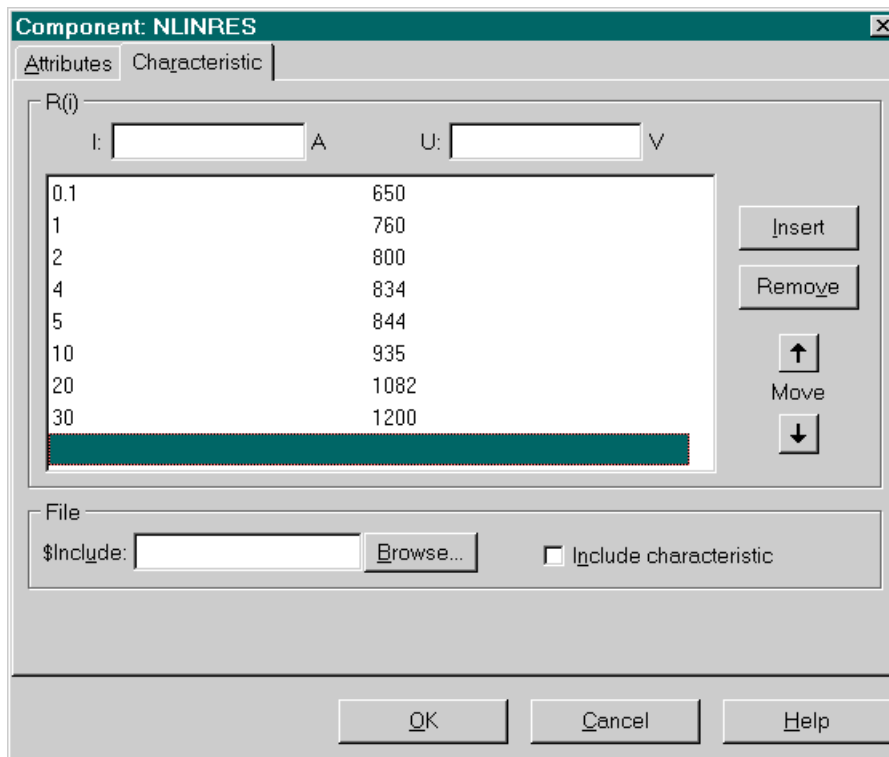 Component: NLINRES
Attributes Characteristic
R(i)
I: A U: V
0.1 650
1 760
2 800
4 834
5 844
10 935
20 1082
30 1200
Insert
Remove
Move
File
$Include: Browse... Include characteristic
OK Cancel Help